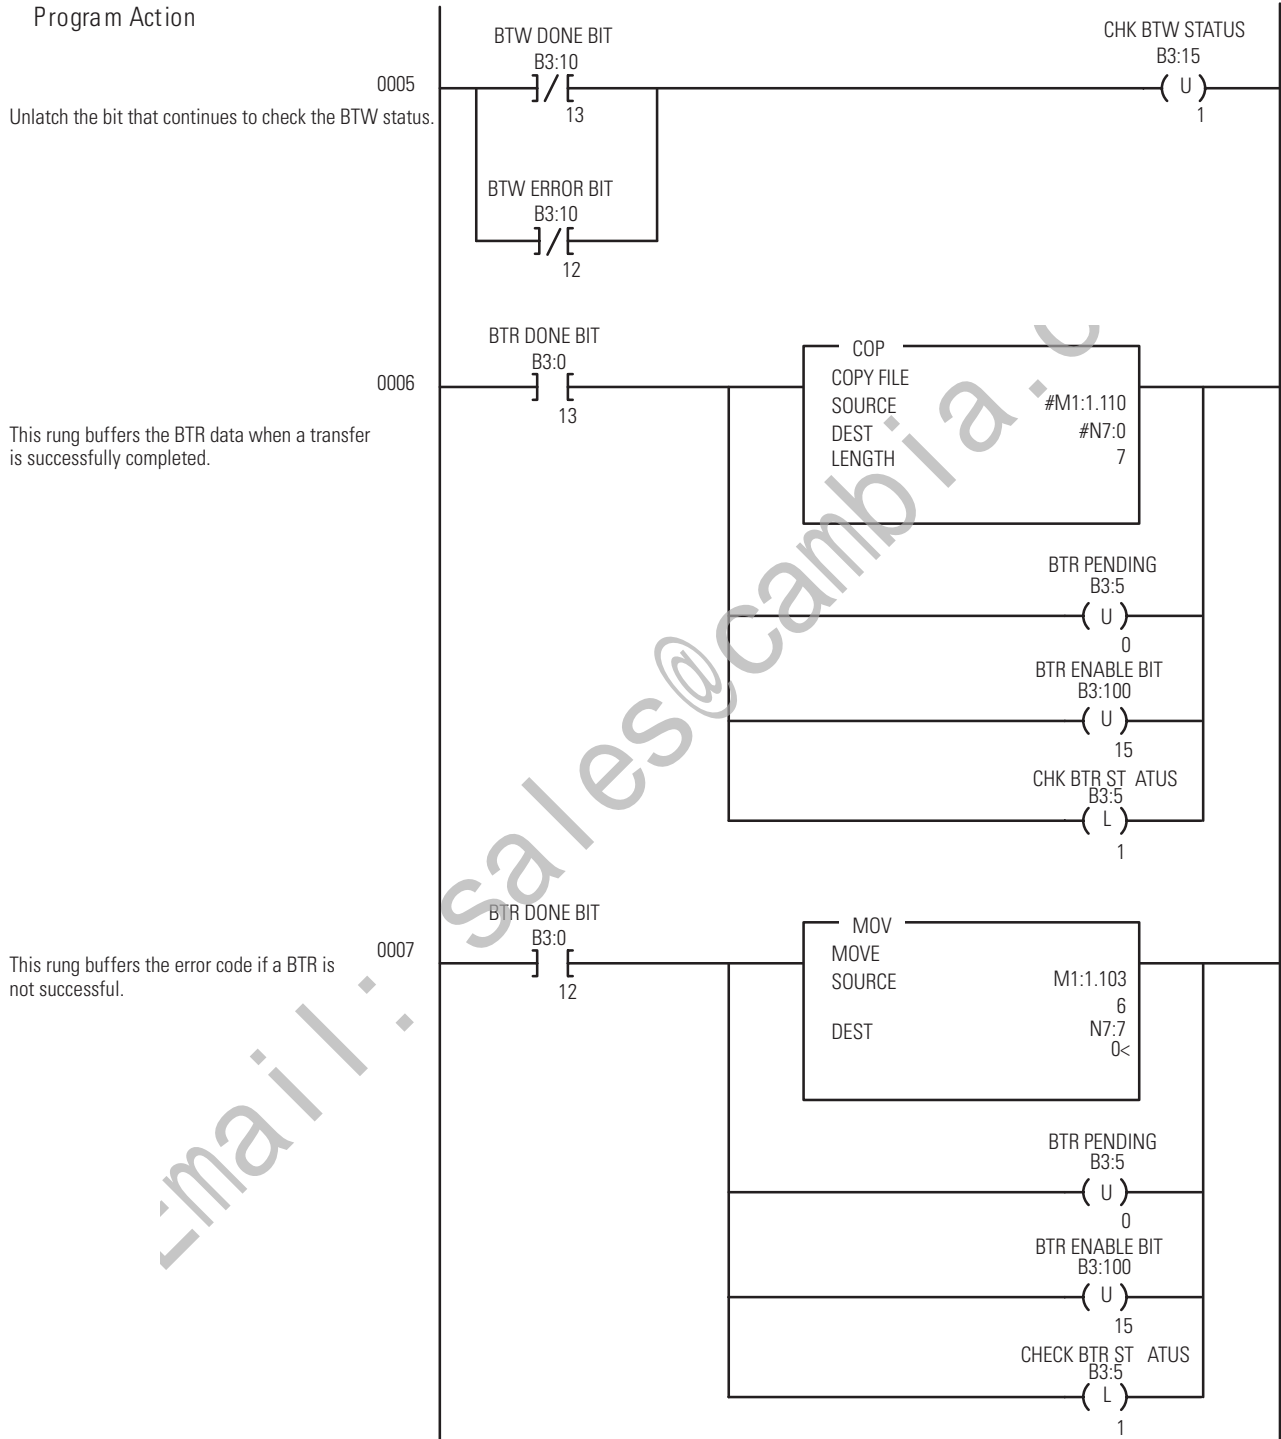 Program Action
BTW DONE BIT
B3:10
13
CHK BTW STATUS
B3:15
U
1
0005
Unlatch the bit that continues to check the BTW status.
BTW ERROR BIT
B3:10
12
BTR DONE BIT
B3:0
13
0006
This rung buffers the BTR data when a transfer
is successfully completed.
COP
COPY FILE
SOURCE #M1:1.110
DEST #N7:0
LENGTH 7
BTR PENDING
B3:5
U
0
BTR ENABLE BIT
B3:100
U
15
CHK BTR ST ATUS
B3:5
L
1
BTR DONE BIT
B3:0
12
0007
This rung buffers the error code if a BTR is
not successful.
MOV
MOVE
SOURCE M1:1.103
6
DEST N7:7
0<
BTR PENDING
B3:5
U
0
BTR ENABLE BIT
B3:100
U
15
CHECK BTR ST ATUS
B3:5
L
1
mail: sales@cambia.